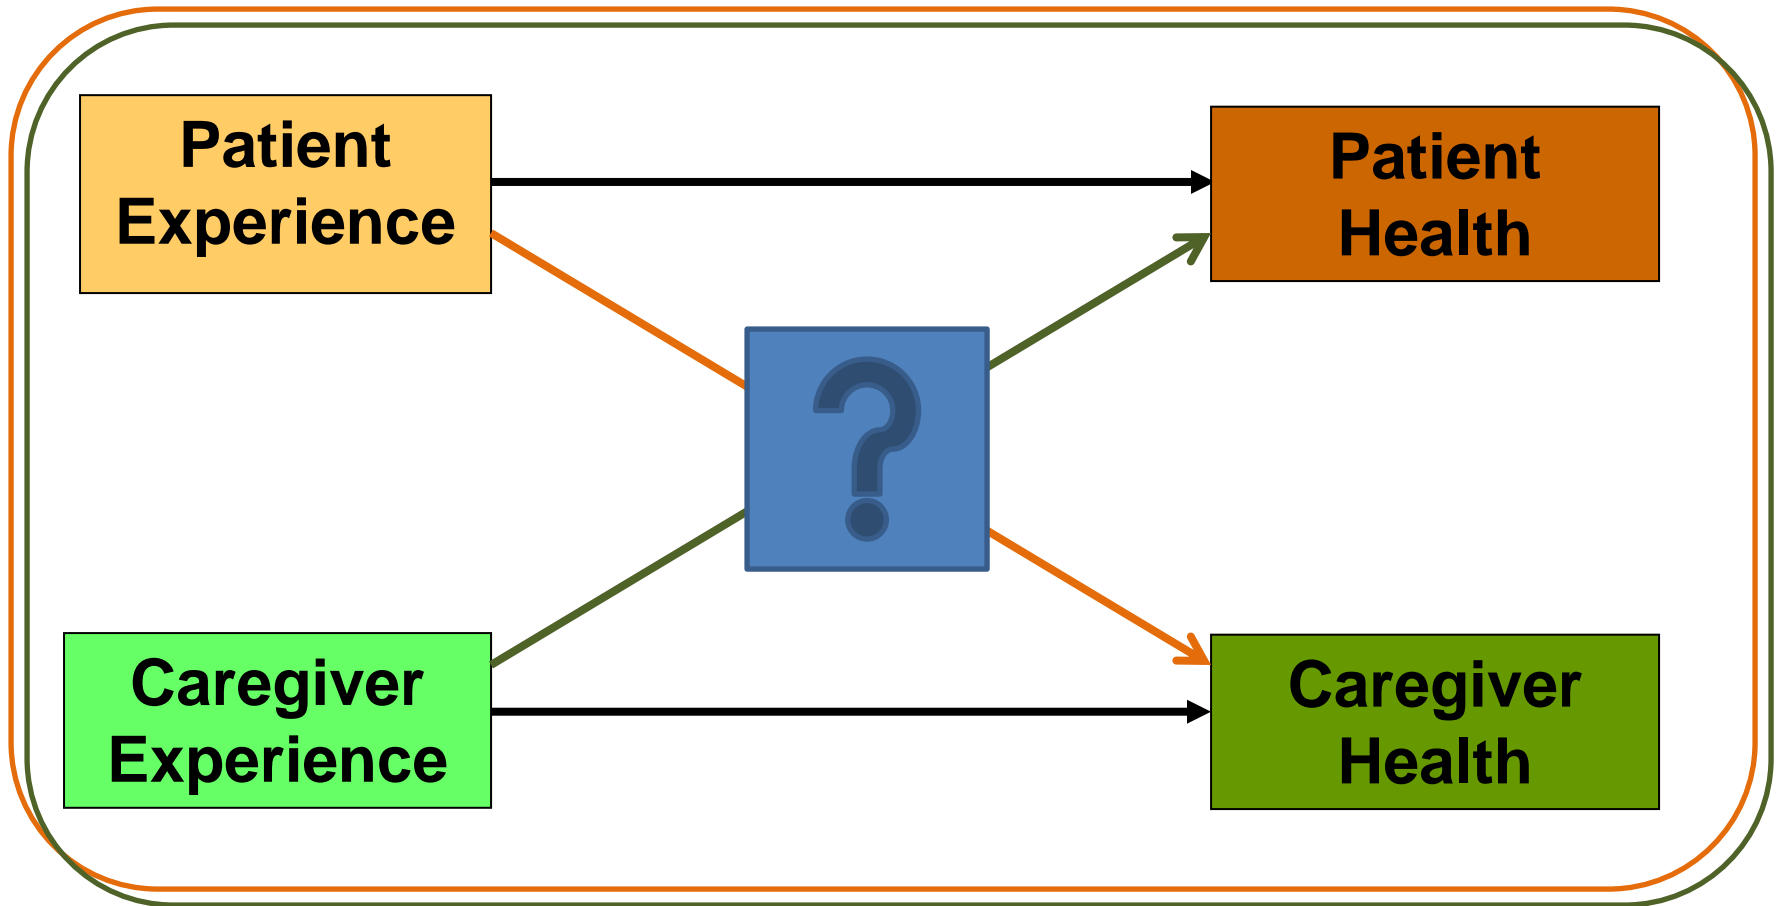 Patient
Experience
Patient
Health
?
Caregiver
Experience
Caregiver
Health